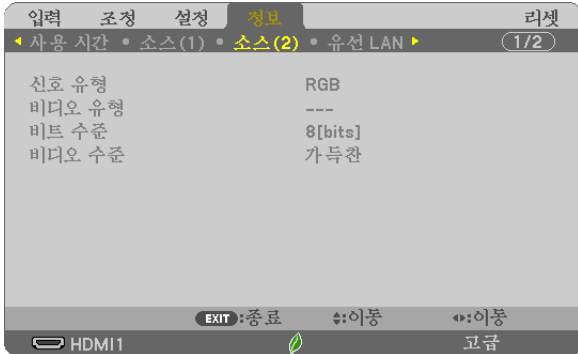 입력 조정 설정 정보 리셋
사용 시간 • 소스(1) • 소스(2) • 유선 LAN 1/2
신호 유형 RGB
비디오 유형 ---
비트 수준 8[bits]
비디오 수준 가득찬
EXIT:종료 :이동 :이동
HDMI1 고급